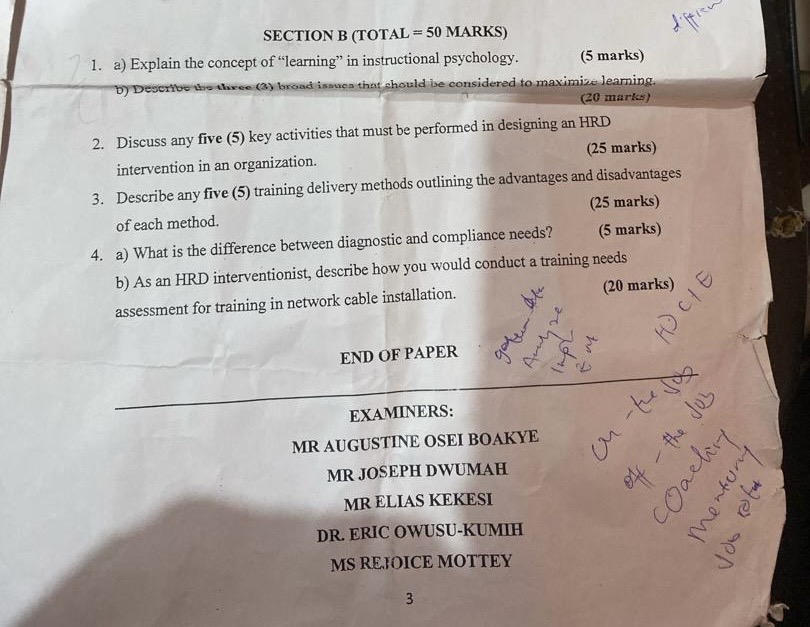 SECTION B (TOTAL = 50 MARKS)
1. a) Explain the concept of "learning" in instructional psychology. (5 marks)
b) Describe the three (3) broad issues that should be considered to maximize learning.
(20 marks)
2. Discuss any five (5) key activities that must be performed in designing an HRD
intervention in an organization. (25 marks)
3. Describe any five (5) training delivery methods outlining the advantages and disadvantages
of each method. (25 marks)
4. a) What is the difference between diagnostic and compliance needs? (5 marks)
b) As an HRD interventionist, describe how you would conduct a training needs
assessment for training in network cable installation. (20 marks)
END OF PAPER
EXAMINERS:
MR AUGUSTINE OSEI BOAKYE
MR JOSEPH DWUMAH
MR ELIAS KEKESI
DR. ERIC OWUSU-KUMIH
MS REJOICE MOTTEY
3
Analyze
Impl
on-the Job
off-the Job
Coaching
Mentoring
Job